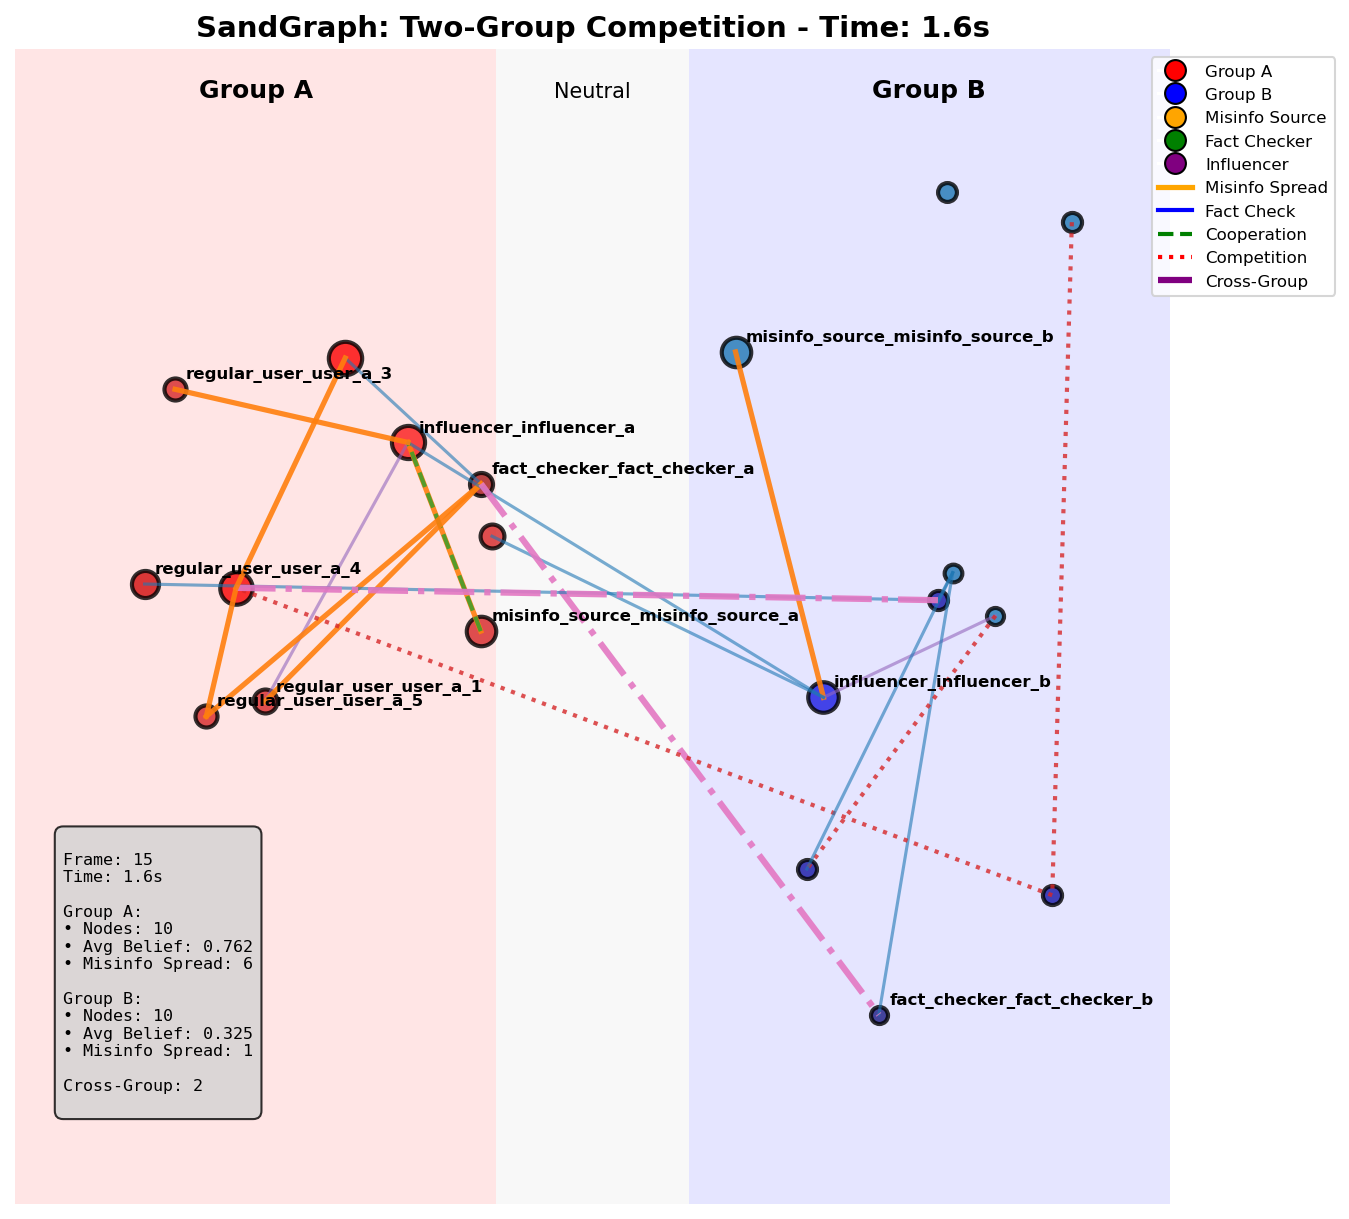 SandGraph: Two-Group Competition - Time: 1.6s
Group A
Neutral
Group B
Group A
Group B
Misinfo Source
Fact Checker
Influencer
Misinfo Spread
Fact Check
Cooperation
Competition
Cross-Group
misinfo_source_misinfo_source_b
regular_user_user_a_3
influencer_influencer_a
fact_checker_fact_checker_a
regular_user_user_a_4
misinfo_source_misinfo_source_a
influencer_influencer_b
regular_user_user_a_1
regular_user_user_a_5
fact_checker_fact_checker_b
Frame: 15
Time: 1.6s
Group A:
• Nodes: 10
• Avg Belief: 0.762
• Misinfo Spread: 6
Group B:
• Nodes: 10
• Avg Belief: 0.325
• Misinfo Spread: 1
Cross-Group: 2